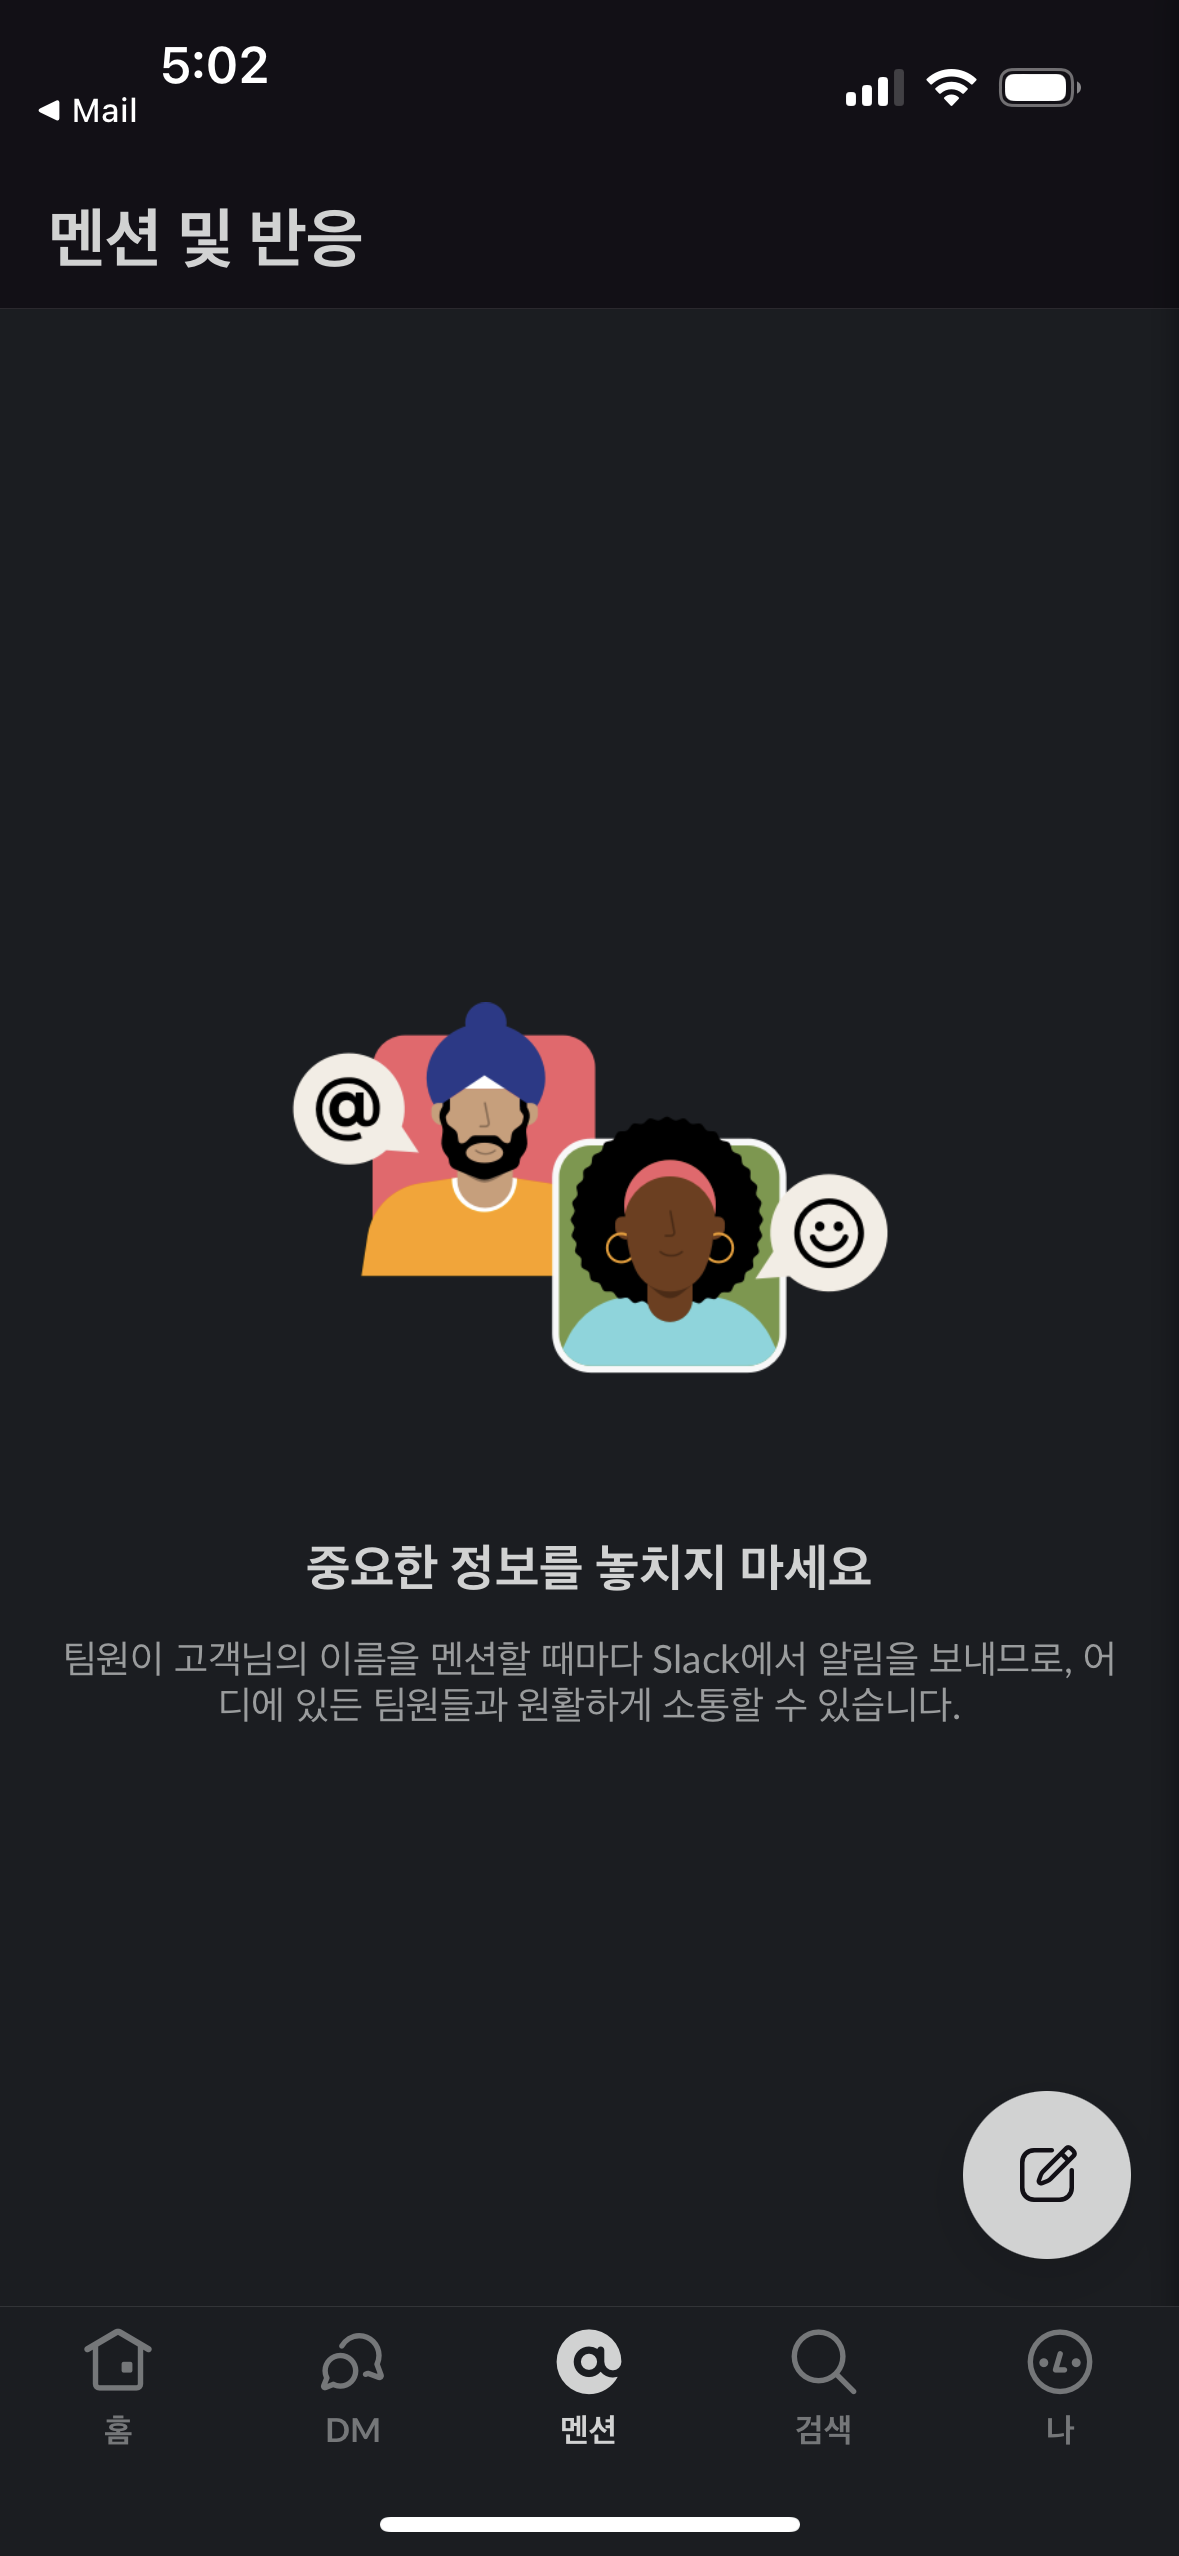 5:02
Mail
멘션 및 반응
@
중요한 정보를 놓치지 마세요
팀원이 고객님의 이름을 멘션할 때마다 Slack에서 알림을 보내므로, 어
디에 있든 팀원들과 원활하게 소통할 수 있습니다.
홈
DM
멘션
검색
나